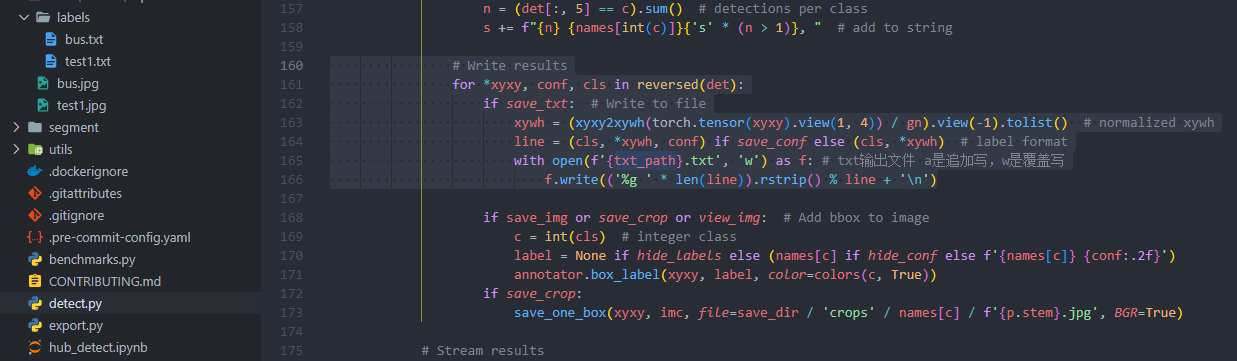 labels
bus.txt
test1.txt
bus.jpg
test1.jpg
segment
utils
.dockerignore
.gitattributes
.gitignore
.pre-commit-config.yaml
benchmarks.py
CONTRIBUTING.md
detect.py
export.py
hub_detect.ipynb
157 n = (det[:, 5] == c).sum()  # detections per class
158 s += f"{n} {names[int(c)]}{'s' * (n > 1)}, "  # add to string
159
160 # Write results
161 for *xyxy, conf, cls in reversed(det):
162 if save_txt:  # Write to file
163 xywh = (xyxy2xywh(torch.tensor(xyxy).view(1, 4)) / gn).view(-1).tolist()  # normalized xywh
164 line = (cls, *xywh, conf) if save_conf else (cls, *xywh)  # label format
165 with open(f'{txt_path}.txt', 'w') as f: # txt输出文件 a是追加写，w是覆盖写
166 f.write(('%g ' * len(line)).rstrip() % line + '\n')
167
168 if save_img or save_crop or view_img:  # Add bbox to image
169 c = int(cls)  # integer class
170 label = None if hide_labels else (names[c] if hide_conf else f'{names[c]} {conf:.2f}')
171 annotator.box_label(xyxy, label, color=colors(c, True))
172 if save_crop:
173 save_one_box(xyxy, imc, file=save_dir / 'crops' / names[c] / f'{p.stem}.jpg', BGR=True)
174
175 # Stream results